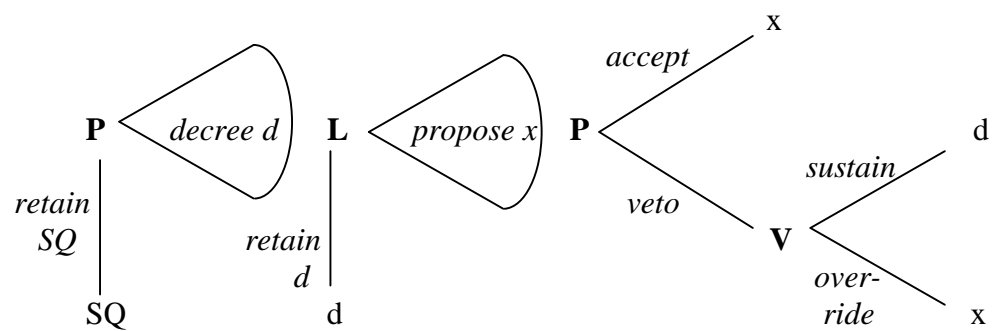 x
accept
P
decree d
L
propose x
P
d
sustain
retain
SQ
veto
retain
d
V
over-
ride
SQ
d
x